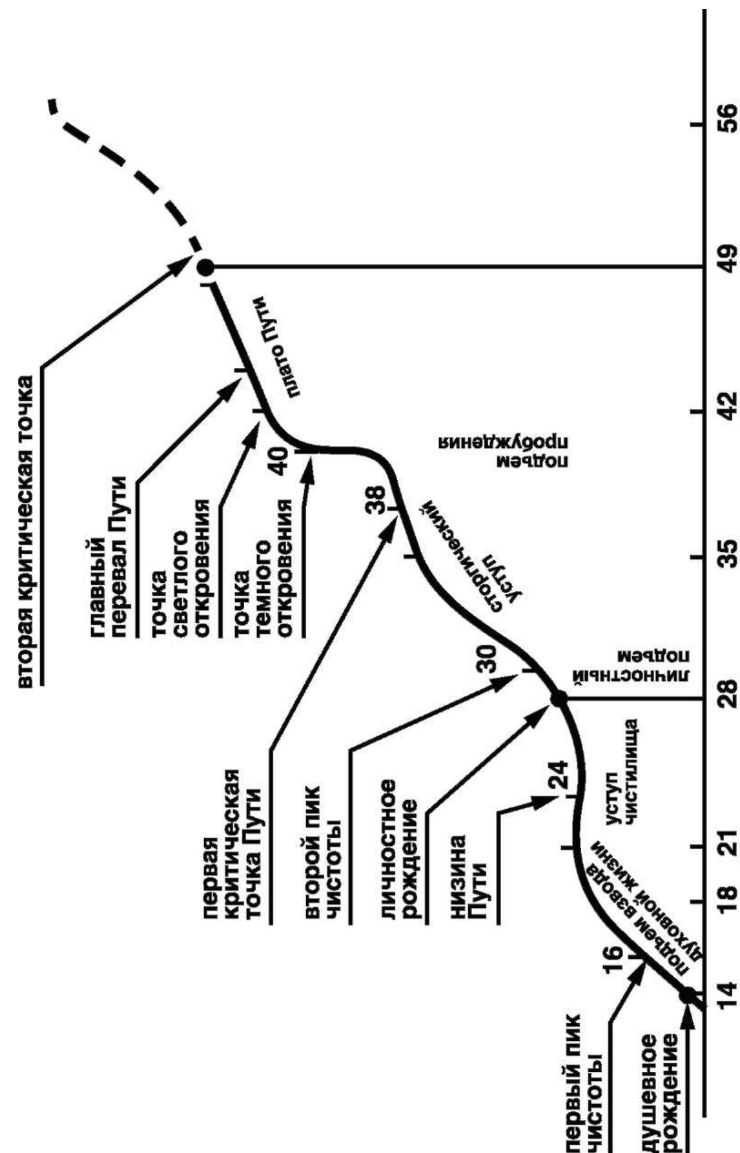 вторая критическая точка
главный
перевал Пути
точка
светлого
откровения
точка
темного
откровения
первая
критическая
точка Пути
второй пик
чистоты
личностное
рождение
низина
Пути
первый пик
чистоты
душевное
рождение
плато Пути
40
подъем
пробуждения
38
сторгический
уступ
30
личностный
подъем
24
уступ
чистилища
16
подъем взвода
духовной жизни
14
18
21
28
35
42
49
56